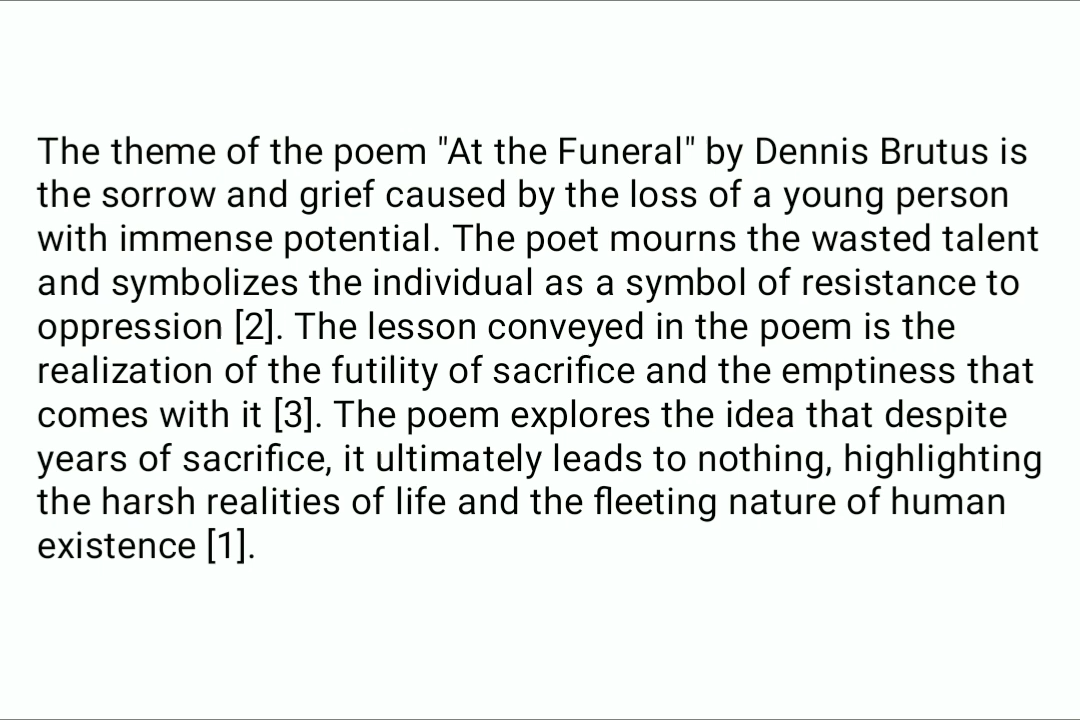 The theme of the poem "At the Funeral" by Dennis Brutus is
the sorrow and grief caused by the loss of a young person
with immense potential. The poet mourns the wasted talent
and symbolizes the individual as a symbol of resistance to
oppression [2]. The lesson conveyed in the poem is the
realization of the futility of sacrifice and the emptiness that
comes with it [3]. The poem explores the idea that despite
years of sacrifice, it ultimately leads to nothing, highlighting
the harsh realities of life and the fleeting nature of human
existence [1].